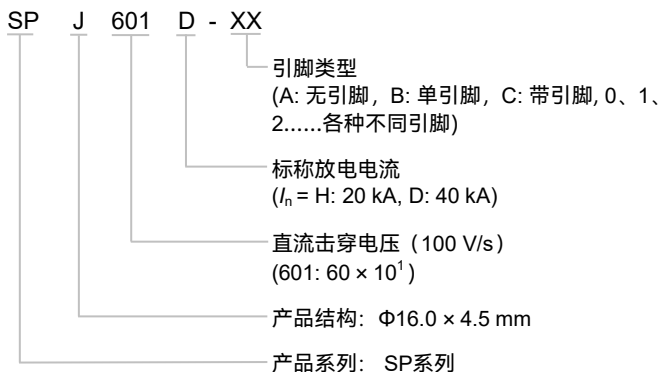 SP J 601 D - XX
引脚类型
(A: 无引脚，B: 单引脚，C: 带引脚, 0、1、
2......各种不同引脚)
标称放电电流
(Iₙ = H: 20 kA, D: 40 kA)
直流击穿电压（100 V/s）
(601: 60 × 10¹ )
产品结构: Φ16.0 × 4.5 mm
产品系列: SP系列